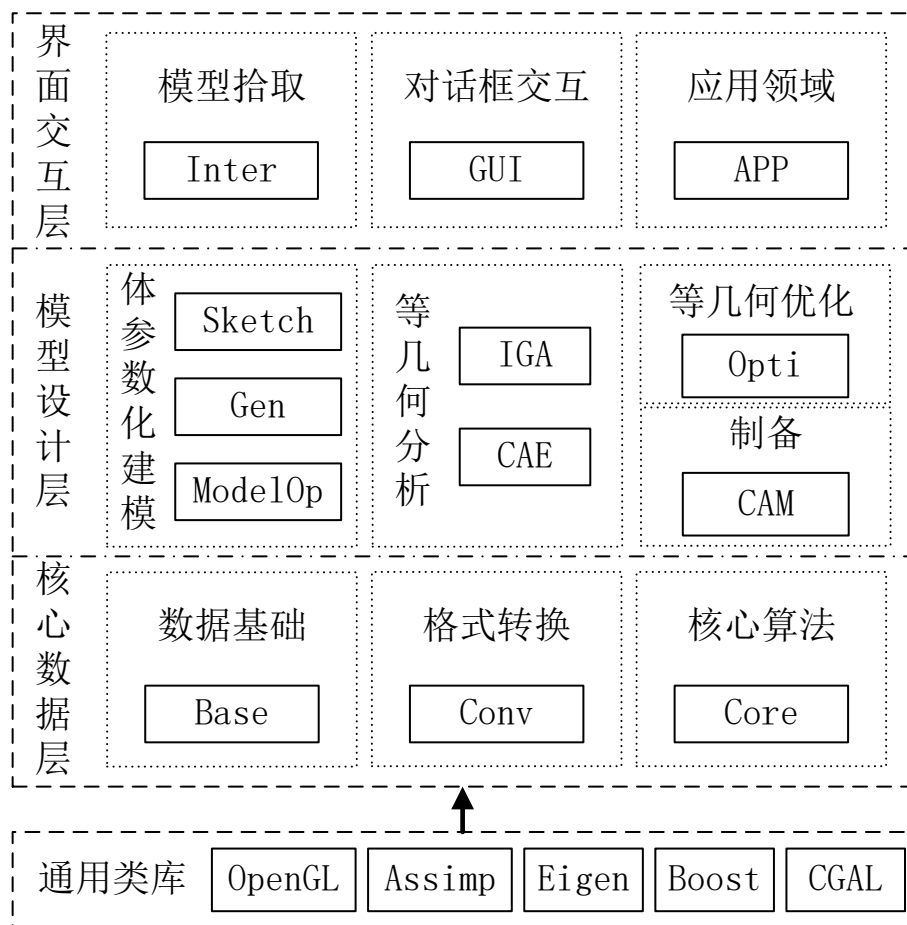 界面交互层
模型拾取
Inter
对话框交互
GUI
应用领域
APP
模型设计层
体参数化建模
Sketch
Gen
ModelOp
等几何分析
IGA
CAE
等几何优化
Opti
制备
CAM
核心数据层
数据基础
Base
格式转换
Conv
核心算法
Core
通用类库
OpenGL
Assimp
Eigen
Boost
CGAL